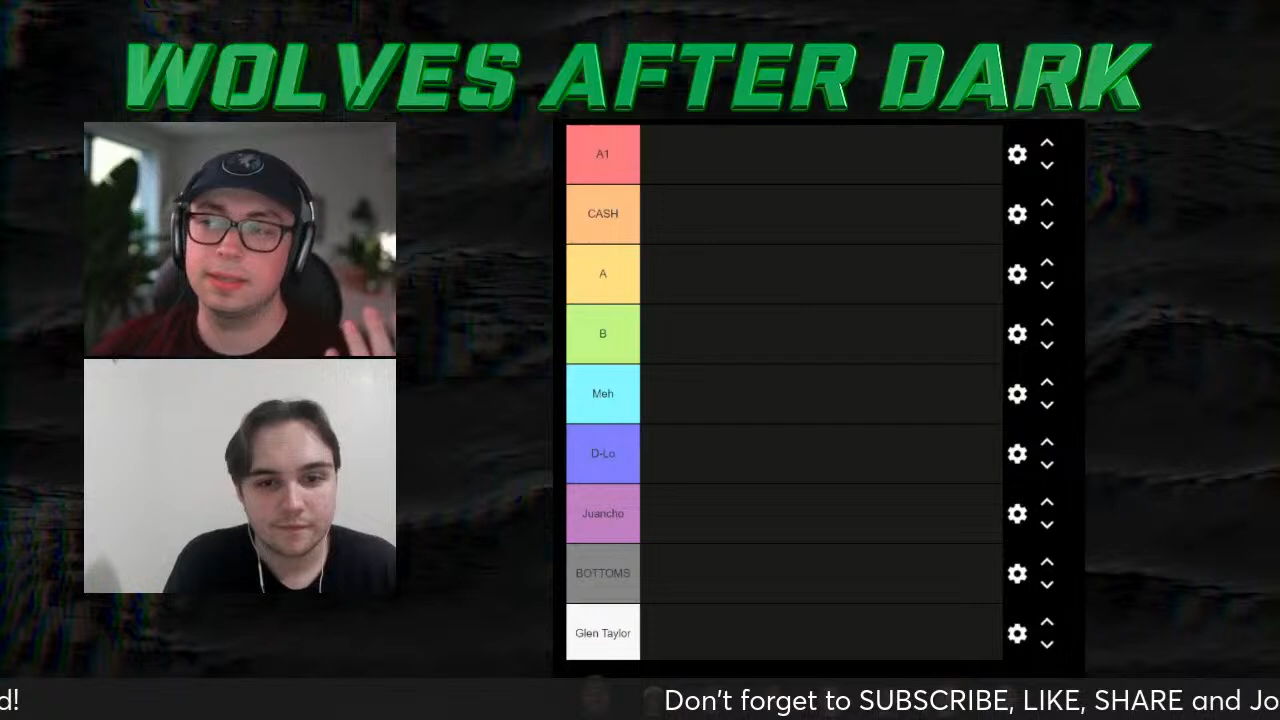 WOLVES AFTER DARK
A1
CASH
A
B
Meh
D-Lo
Juancho
BOTTOMS
Glen Taylor
d! Don't forget to SUBSCRIBE, LIKE, SHARE and Jo